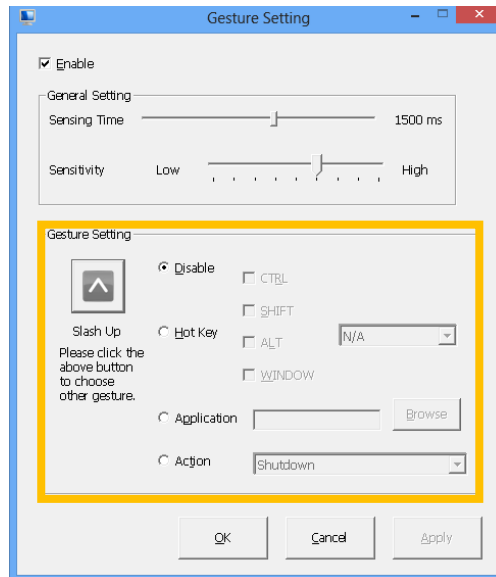 Gesture Setting
Enable
General Setting
Sensing Time 1500 ms
Sensitivity Low High
Gesture Setting
Disable
CTRL
SHIFT
Slash Up
Hot Key
ALT
N/A
Please click the
above button
to choose
other gesture.
WINDOW
Application
Browse
Action
Shutdown
OK Cancel Apply